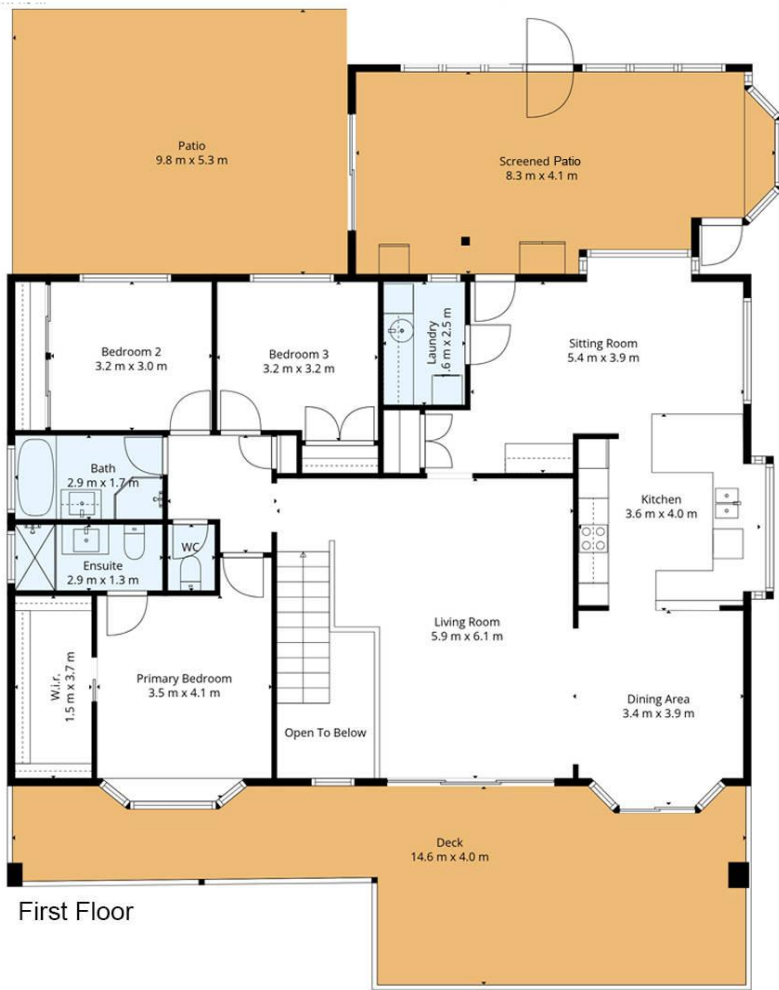 Patio
9.8 m x 5.3 m
Screened Patio
8.3 m x 4.1 m
Bedroom 2
3.2 m x 3.0 m
Bedroom 3
3.2 m x 3.2 m
Laundry
.6 m x 2.5 m
Sitting Room
5.4 m x 3.9 m
Bath
2.9 m x 1.7 m
Kitchen
3.6 m x 4.0 m
WC
Ensuite
2.9 m x 1.3 m
Living Room
5.9 m x 6.1 m
W.i.r.
1.5 m x 3.7 m
Primary Bedroom
3.5 m x 4.1 m
Dining Area
3.4 m x 3.9 m
Open To Below
Deck
14.6 m x 4.0 m
First Floor